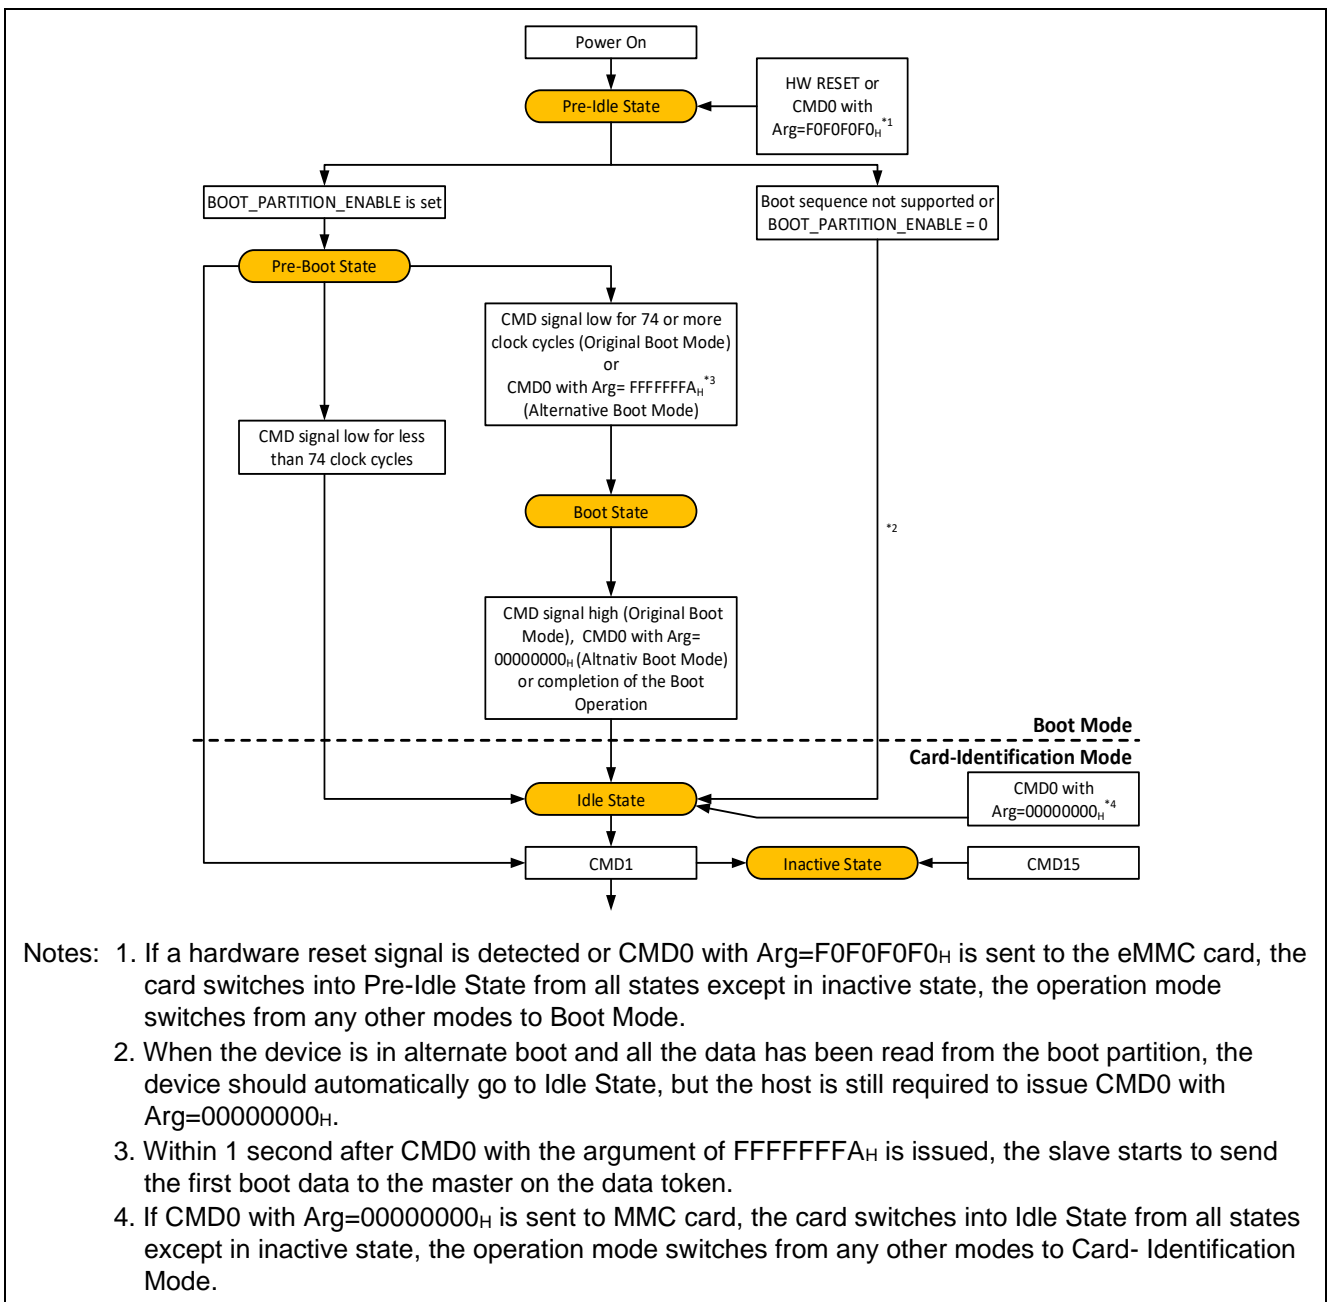 Power On
Pre-Idle State
HW RESET or
CMD0 with
Arg=F0F0F0F0H*1
BOOT_PARTITION_ENABLE is set
Boot sequence not supported or
BOOT_PARTITION_ENABLE = 0
Pre-Boot State
CMD signal low for 74 or more
clock cycles (Original Boot Mode)
or
CMD0 with Arg= FFFFFFFAH*3
(Alternative Boot Mode)
CMD signal low for less
than 74 clock cycles
Boot State
*2
CMD signal high (Original Boot
Mode), CMD0 with Arg=
00000000H (Altnativ Boot Mode)
or completion of the Boot
Operation
Boot Mode
Card-Identification Mode
Idle State
CMD0 with
Arg=00000000H*4
CMD1
Inactive State
CMD15
Notes: 1. If a hardware reset signal is detected or CMD0 with Arg=F0F0F0F0H is sent to the eMMC card, the
card switches into Pre-Idle State from all states except in inactive state, the operation mode
switches from any other modes to Boot Mode.
2. When the device is in alternate boot and all the data has been read from the boot partition, the
device should automatically go to Idle State, but the host is still required to issue CMD0 with
Arg=00000000H.
3. Within 1 second after CMD0 with the argument of FFFFFFFAH is issued, the slave starts to send
the first boot data to the master on the data token.
4. If CMD0 with Arg=00000000H is sent to MMC card, the card switches into Idle State from all states
except in inactive state, the operation mode switches from any other modes to Card- Identification
Mode.